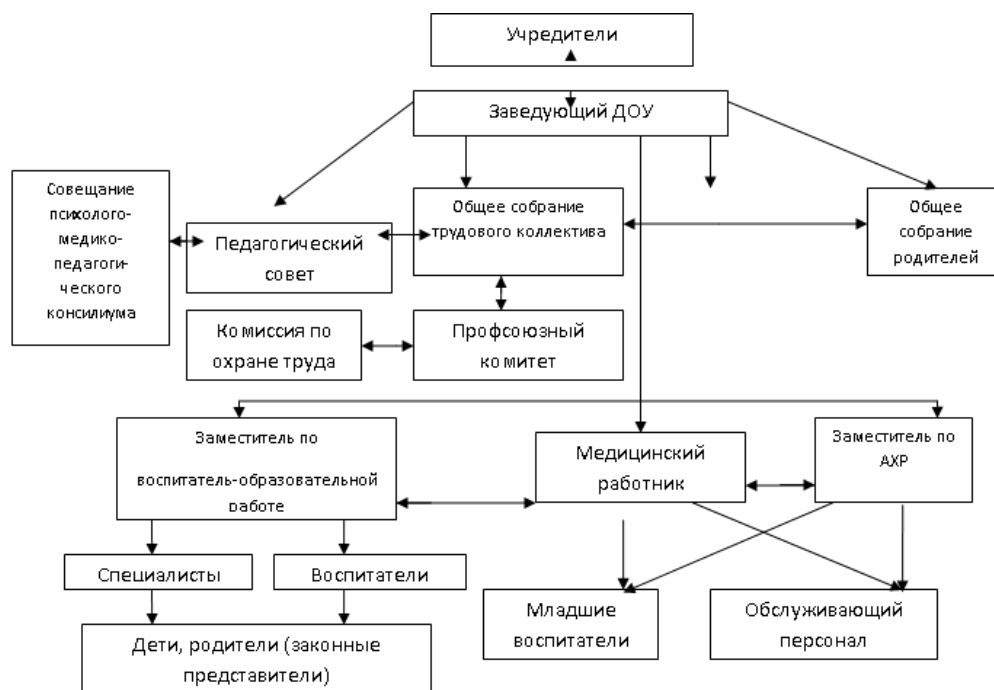 Учредители
Заведующий ДОУ
Совещание
психолого-
медико-
педагоги-
ческого
консилиума
Педагогический
совет
Общее собрание
трудового коллектива
Общее
собрание
родителей
Комиссия по
охране труда
Профсоюзный
комитет
Заместитель по
воспитатель-образовательной
работе
Медицинский
работник
Заместитель по
АХР
Специалисты
Воспитатели
Младшие
воспитатели
Обслуживающий
персонал
Дети, родители (законные
представители)